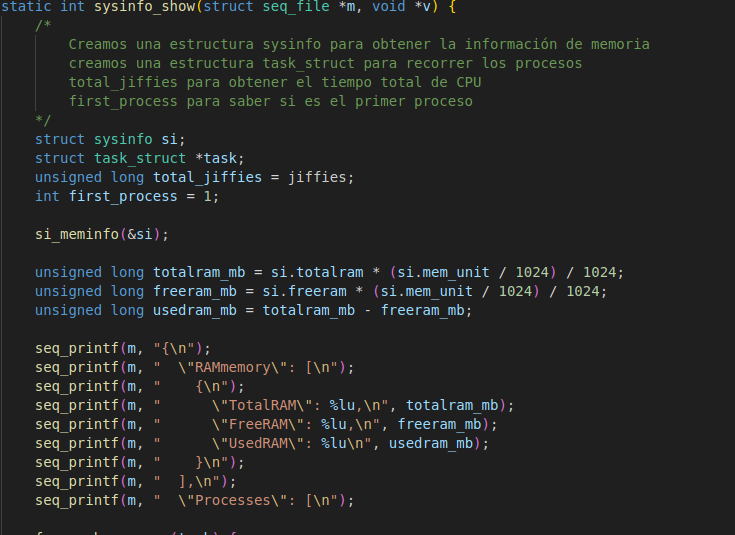 static int sysinfo_show(struct seq_file *m, void *v) {
    /*
        Creamos una estructura sysinfo para obtener la información de memoria
        creamos una estructura task_struct para recorrer los procesos
        total_jiffies para obtener el tiempo total de CPU
        first_process para saber si es el primer proceso
    */
    struct sysinfo si;
    struct task_struct *task;
    unsigned long total_jiffies = jiffies;
    int first_process = 1;

    si_meminfo(&si);

    unsigned long totalram_mb = si.totalram * (si.mem_unit / 1024) / 1024;
    unsigned long freeram_mb = si.freeram * (si.mem_unit / 1024) / 1024;
    unsigned long usedram_mb = totalram_mb - freeram_mb;

    seq_printf(m, "{\n");
    seq_printf(m, "  \"RAMmemory\": [\n");
    seq_printf(m, "    {\n");
    seq_printf(m, "      \"TotalRAM\": %lu,\n", totalram_mb);
    seq_printf(m, "      \"FreeRAM\": %lu,\n", freeram_mb);
    seq_printf(m, "      \"UsedRAM\": %lu\n", usedram_mb);
    seq_printf(m, "    }\n");
    seq_printf(m, "  ],\n");
    seq_printf(m, "  \"Processes\": [\n");